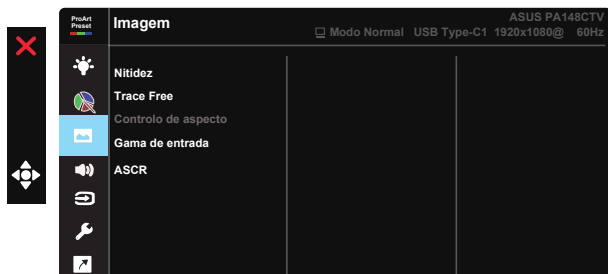 ProArt
Preset
Imagem
ASUS PA148CTV
Modo Normal USB Type-C1 1920x1080@ 60Hz
Nitidez
Trace Free
Controlo de aspecto
Gama de entrada
ASCR